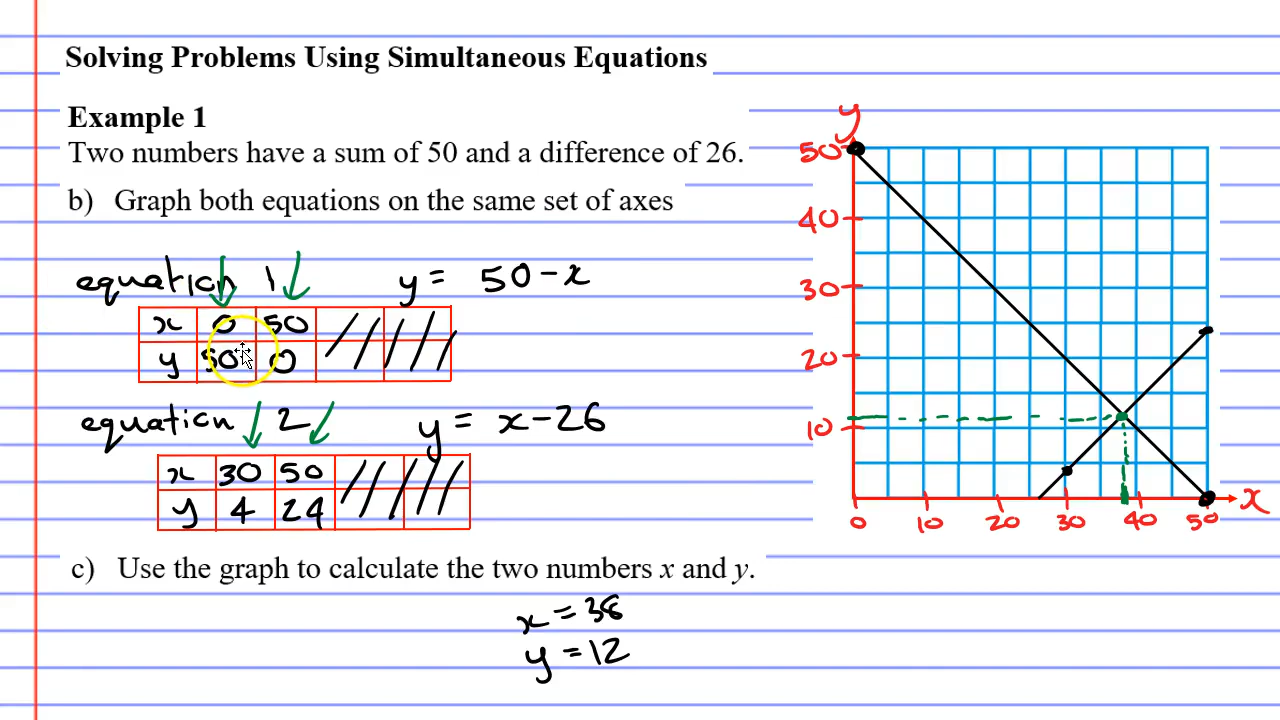 Solving Problems Using Simultaneous Equations
Example 1
Two numbers have a sum of 50 and a difference of 26.
b) Graph both equations on the same set of axes
equation 1 y = 50 - x
x 0 50
y 50 0
equation 2 y = x - 26
x 30 50
y 4 24
c) Use the graph to calculate the two numbers x and y.
x = 38
y = 12
y
50
40
30
20
10
0 10 20 30 40 50 x